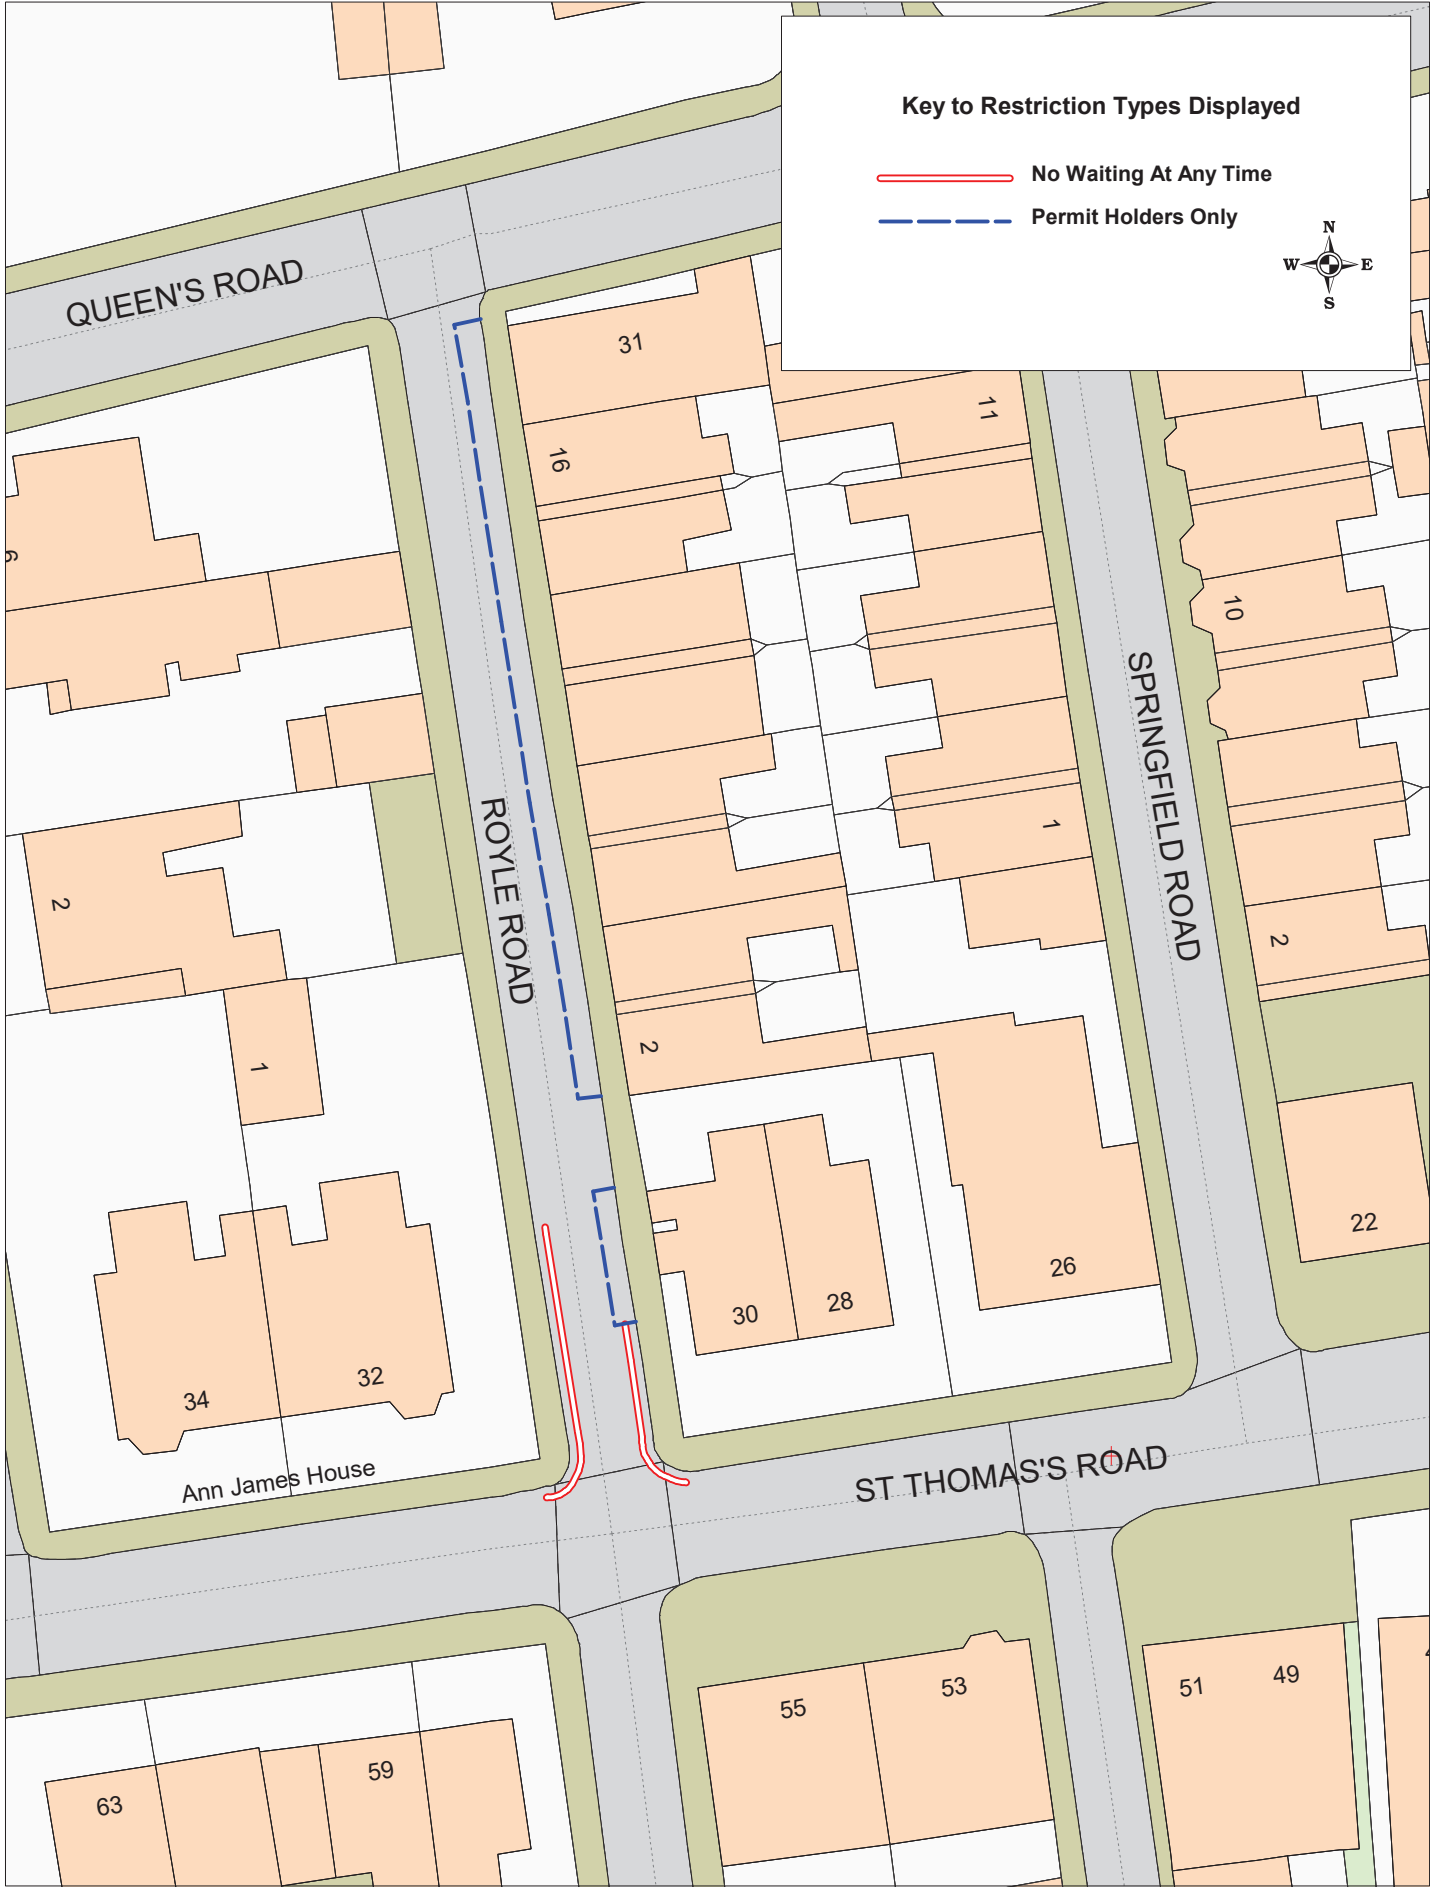 Key to Restriction Types Displayed
No Waiting At Any Time
Permit Holders Only
N
W E
S
QUEEN'S ROAD
31
11
16
6
10
SPRINGFIELD ROAD
ROYLE ROAD
1
2
2
2
1
22
26
28
30
32
34
Ann James House
ST THOMAS'S ROAD
55
53
51
49
59
63